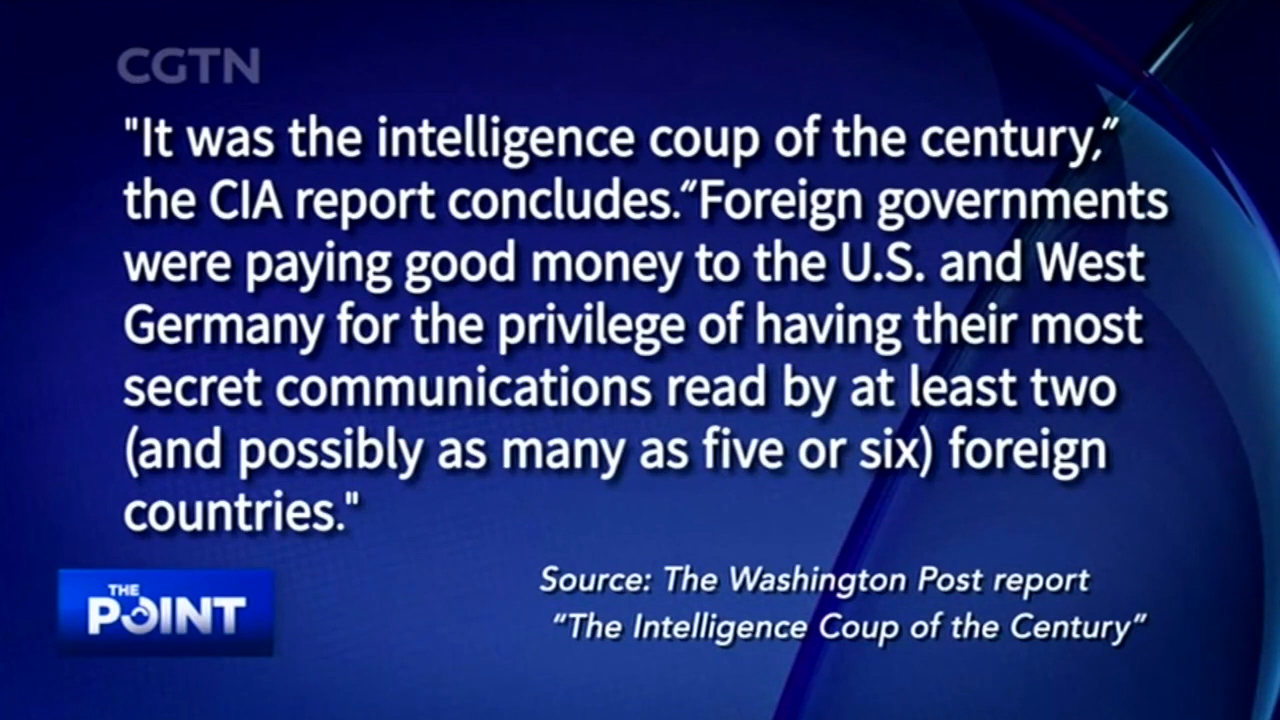 CGTN
"It was the intelligence coup of the century,”
the CIA report concludes.“Foreign governments
were paying good money to the U.S. and West
Germany for the privilege of having their most
secret communications read by at least two
(and possibly as many as five or six) foreign
countries."
Source: The Washington Post report
“The Intelligence Coup of the Century”
THE
POINT